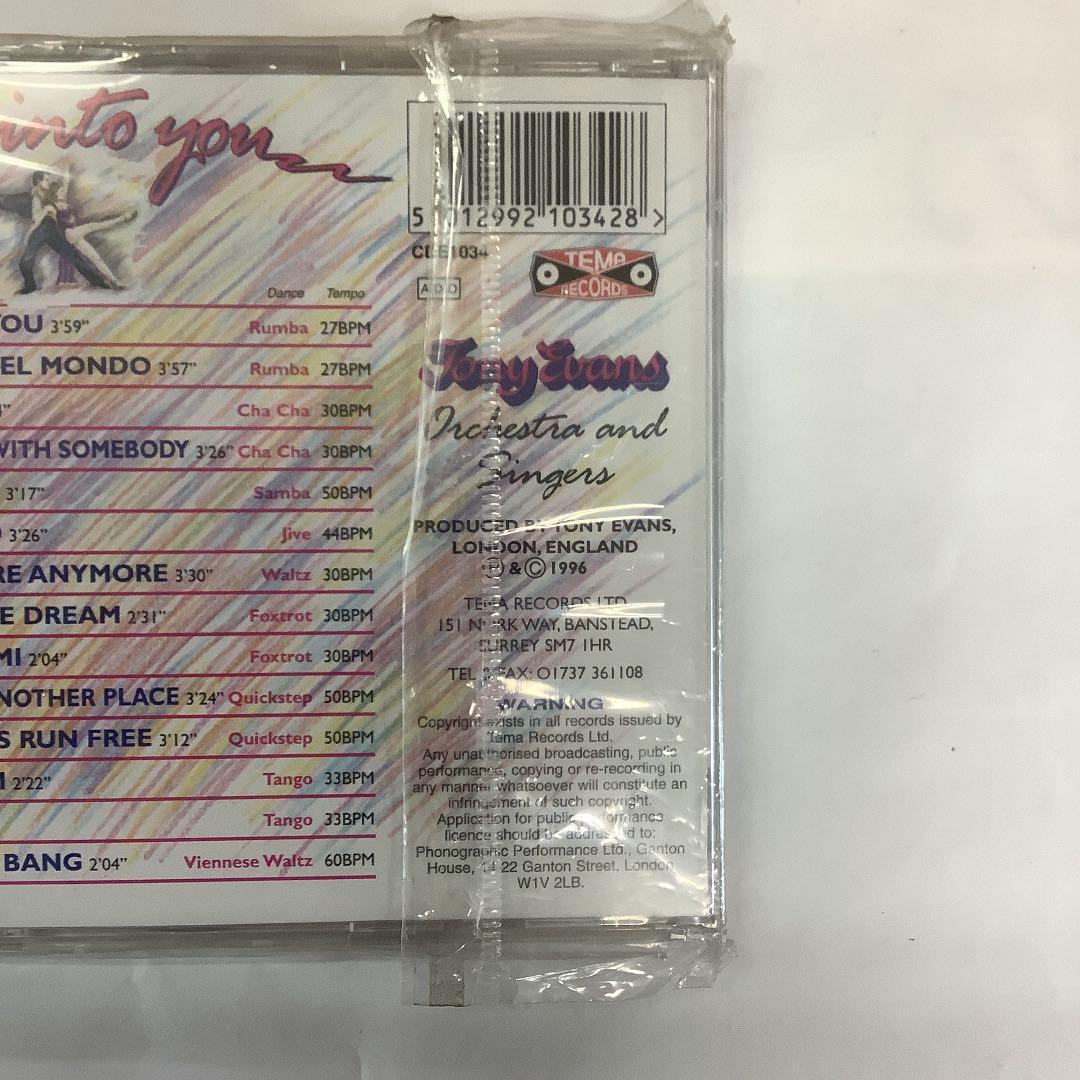 into you
5 012992 103428 >
TEMA
RECORDS
ADD
Dance Tempo
YOU 3'59" Rumba 27BPM
EL MONDO 3'57" Rumba 27BPM
Cha Cha 30BPM
WITH SOMEBODY 3'26" Cha Cha 30BPM
3'17" Samba 50BPM
3'26" Jive 44BPM
RE ANYMORE 3'30" Waltz 30BPM
E DREAM 2'31" Foxtrot 30BPM
MI 2'04" Foxtrot 30BPM
NOTHER PLACE 3'24" Quickstep 50BPM
S RUN FREE 3'12" Quickstep 50BPM
2'22" Tango 33BPM
Tango 33BPM
BANG 2'04" Viennese Waltz 60BPM
Tony Evans
Orchestra and
Singers
PRODUCED BY TONY EVANS,
LONDON, ENGLAND
Ⓟ & © 1996
TEMA RECORDS LTD
151 NORK WAY, BANSTEAD,
SURREY SM7 1HR
TEL & FAX: 01737 361108
WARNING
Copyright exists in all records issued by
Tema Records Ltd.
Any unauthorised broadcasting, public
performance, copying or re-recording in
any manner whatsoever will constitute an
infringement of such copyright.
Application for public performance
licence should be addressed to:
Phonographic Performance Ltd., Ganton
House, 14-22 Ganton Street, London
W1V 2LB.